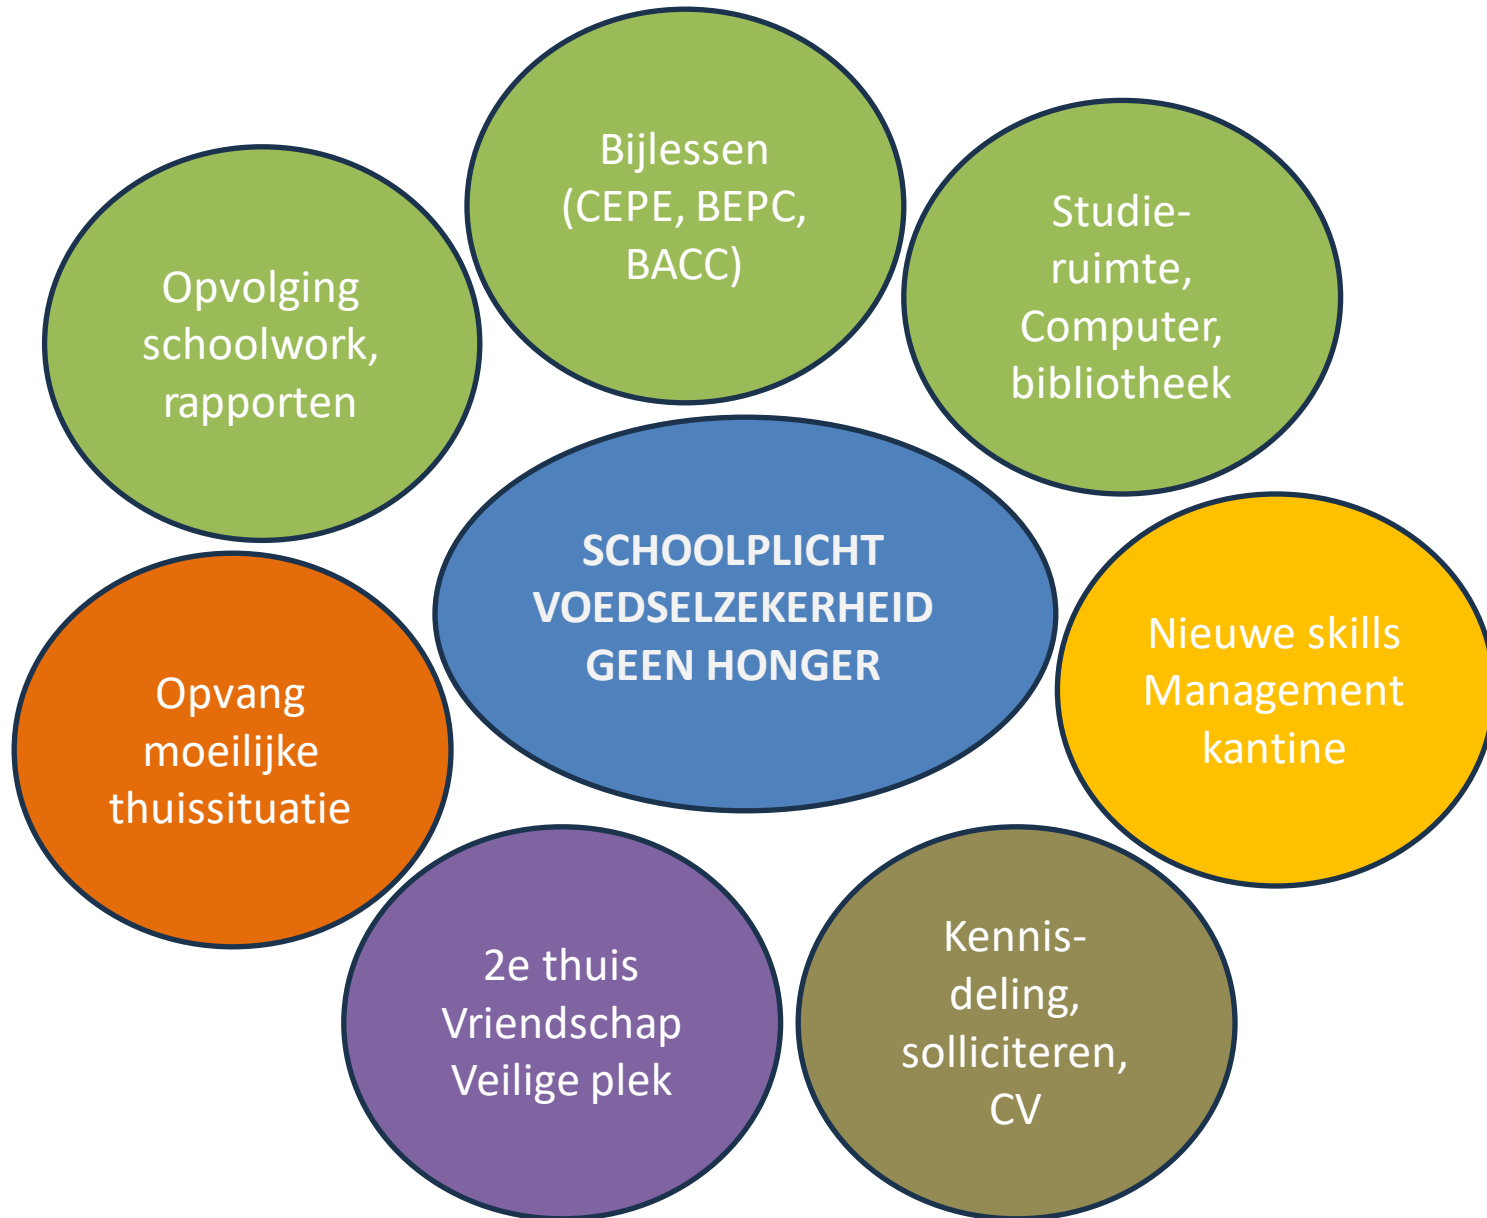 Bijlessen
(CEPE, BEPC,
BACC)
Studie-
ruimte,
Computer,
bibliotheek
Opvolging
schoolwork,
rapporten
SCHOOLPLICHT
VOEDSELZEKERHEID
GEEN HONGER
Nieuwe skills
Management
kantine
Opvang
moeilijke
thuissituatie
2e thuis
Vriendschap
Veilige plek
Kennis-
deling,
solliciteren,
CV